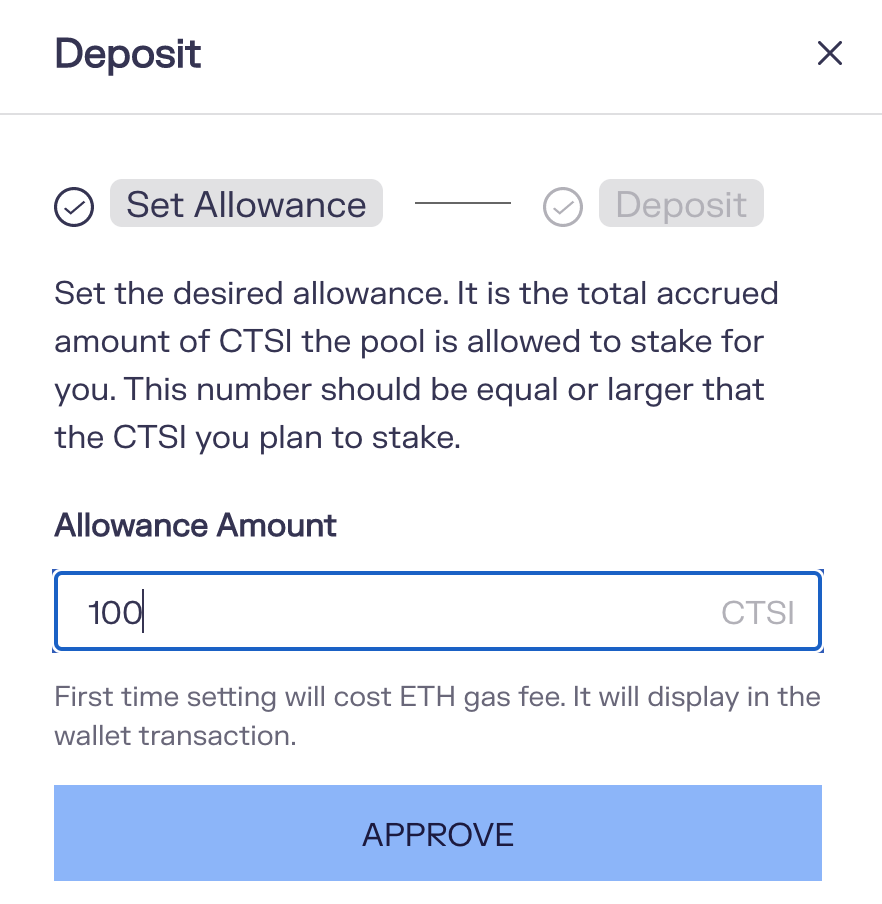 Deposit
Set Allowance
Deposit
Set the desired allowance. It is the total accrued
amount of CTSI the pool is allowed to stake for
you. This number should be equal or larger that
the CTSI you plan to stake.
Allowance Amount
100
CTSI
First time setting will cost ETH gas fee. It will display in the
wallet transaction.
APPROVE